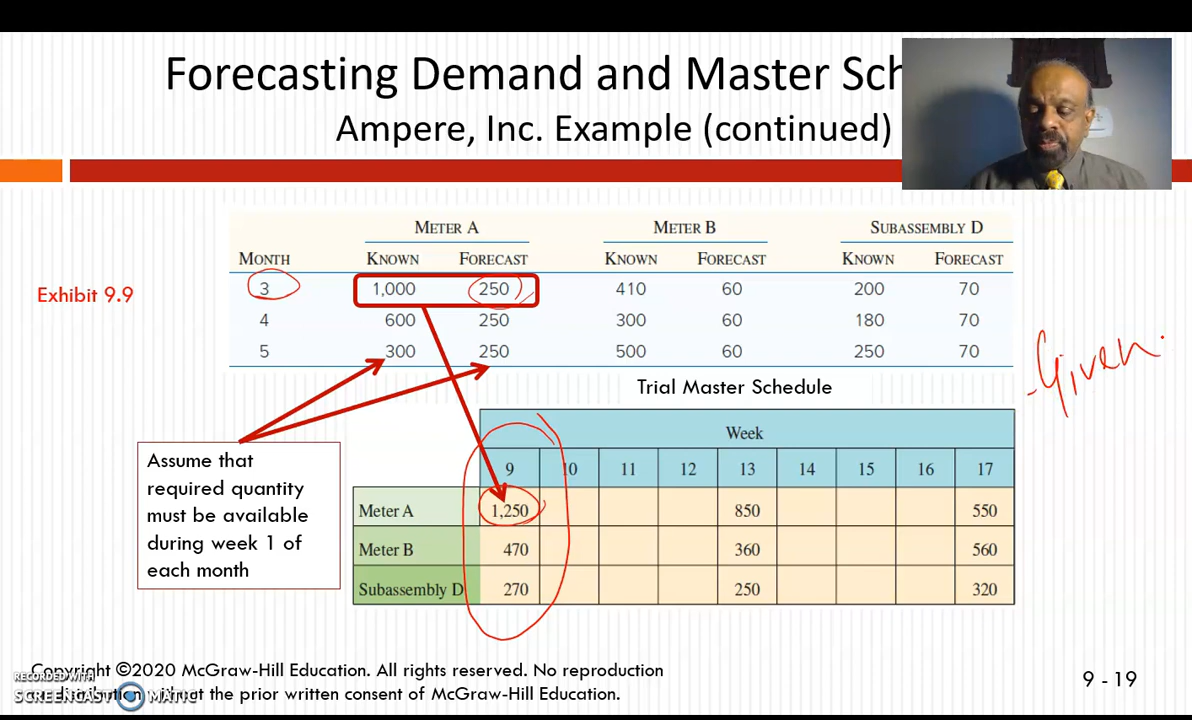 Forecasting Demand and Master Sch
Ampere, Inc. Example (continued)
METER A METER B SUBASSEMBLY D
MONTH KNOWN FORECAST KNOWN FORECAST KNOWN FORECAST
3 1,000 250 410 60 200 70
4 600 250 300 60 180 70
5 300 250 500 60 250 70
Exhibit 9.9
Given.
Trial Master Schedule
Week
9 10 11 12 13 14 15 16 17
Meter A 1,250 850 550
Meter B 470 360 560
Subassembly D 270 250 320
Assume that
required quantity
must be available
during week 1 of
each month
Copyright ©2020 McGraw-Hill Education. All rights reserved. No reproduction
without the prior written consent of McGraw-Hill Education.
RECORDED WITH
SCREENCAST MATIC
9 - 19